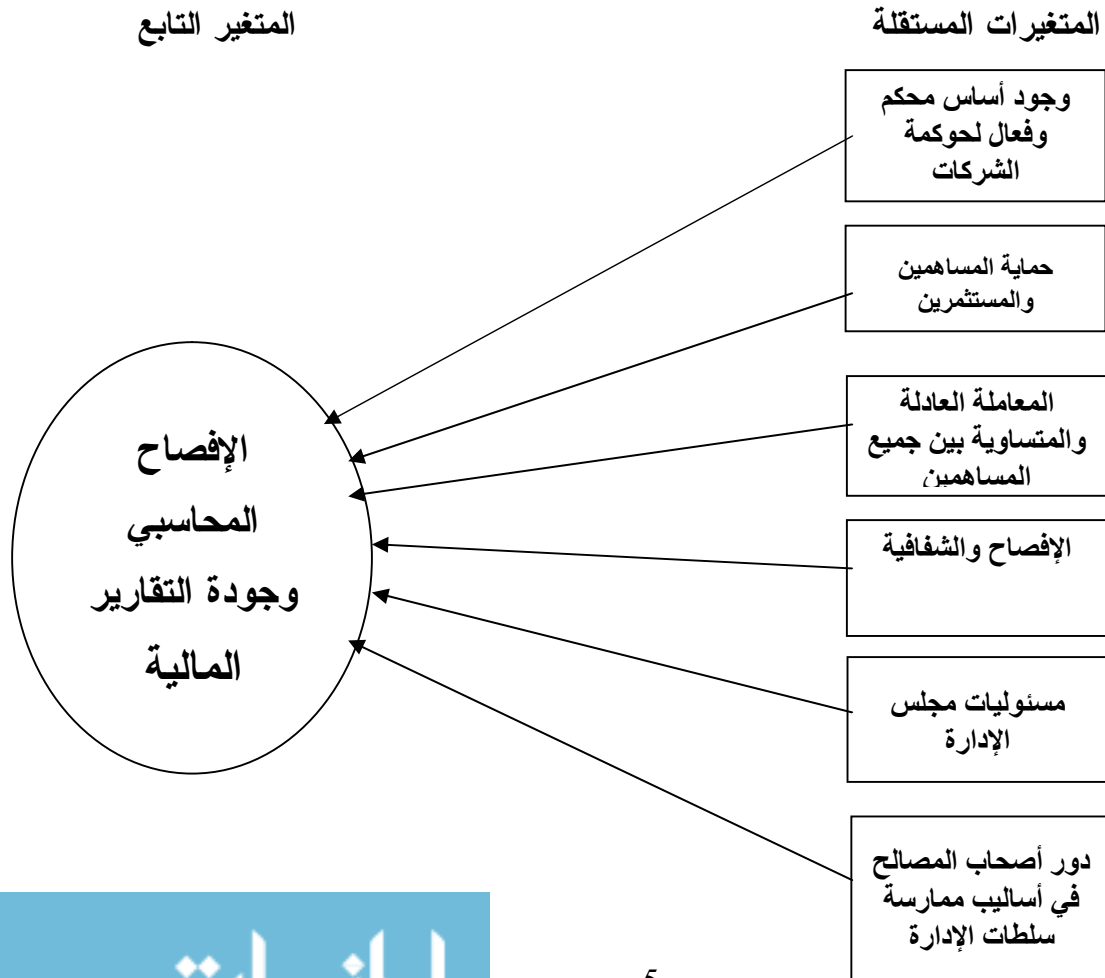 المتغيرات المستقلة
المتغير التابع
وجود أساس محكم
وفعال لحوكمة
الشركات
حماية المساهمين
والمستثمرين
المعاملة العادلة
والمتساوية بين جميع
المساهمين
الإفصاح والشفافية
مسئوليات مجلس
الإدارة
دور أصحاب المصالح
في أساليب ممارسة
سلطات الإدارة
الإفصاح
المحاسبي
وجودة التقارير
المالية
5